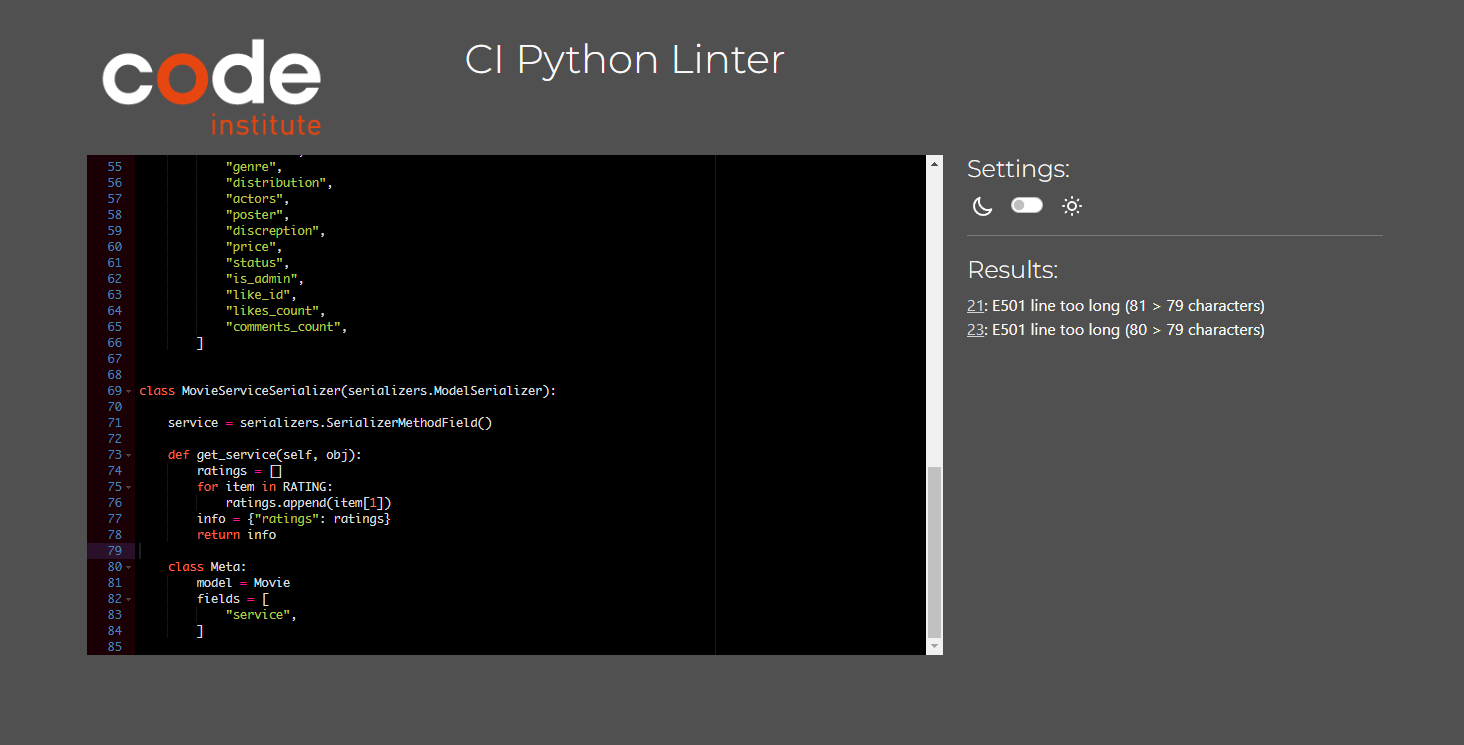 code
institute
CI Python Linter
55 "genre",
56 "distribution",
57 "actors",
58 "poster",
59 "discreption",
60 "price",
61 "status",
62 "is_admin",
63 "like_id",
64 "likes_count",
65 "comments_count",
66 ]
67
68
69 class MovieServiceSerializer(serializers.ModelSerializer):
70
71 service = serializers.SerializerMethodField()
72
73 def get_service(self, obj):
74 ratings = []
75 for item in RATING:
76 ratings.append(item[1])
77 info = {"ratings": ratings}
78 return info
79
80 class Meta:
81 model = Movie
82 fields = [
83 "service",
84 ]
85
Settings:
Results:
21: E501 line too long (81 > 79 characters)
23: E501 line too long (80 > 79 characters)